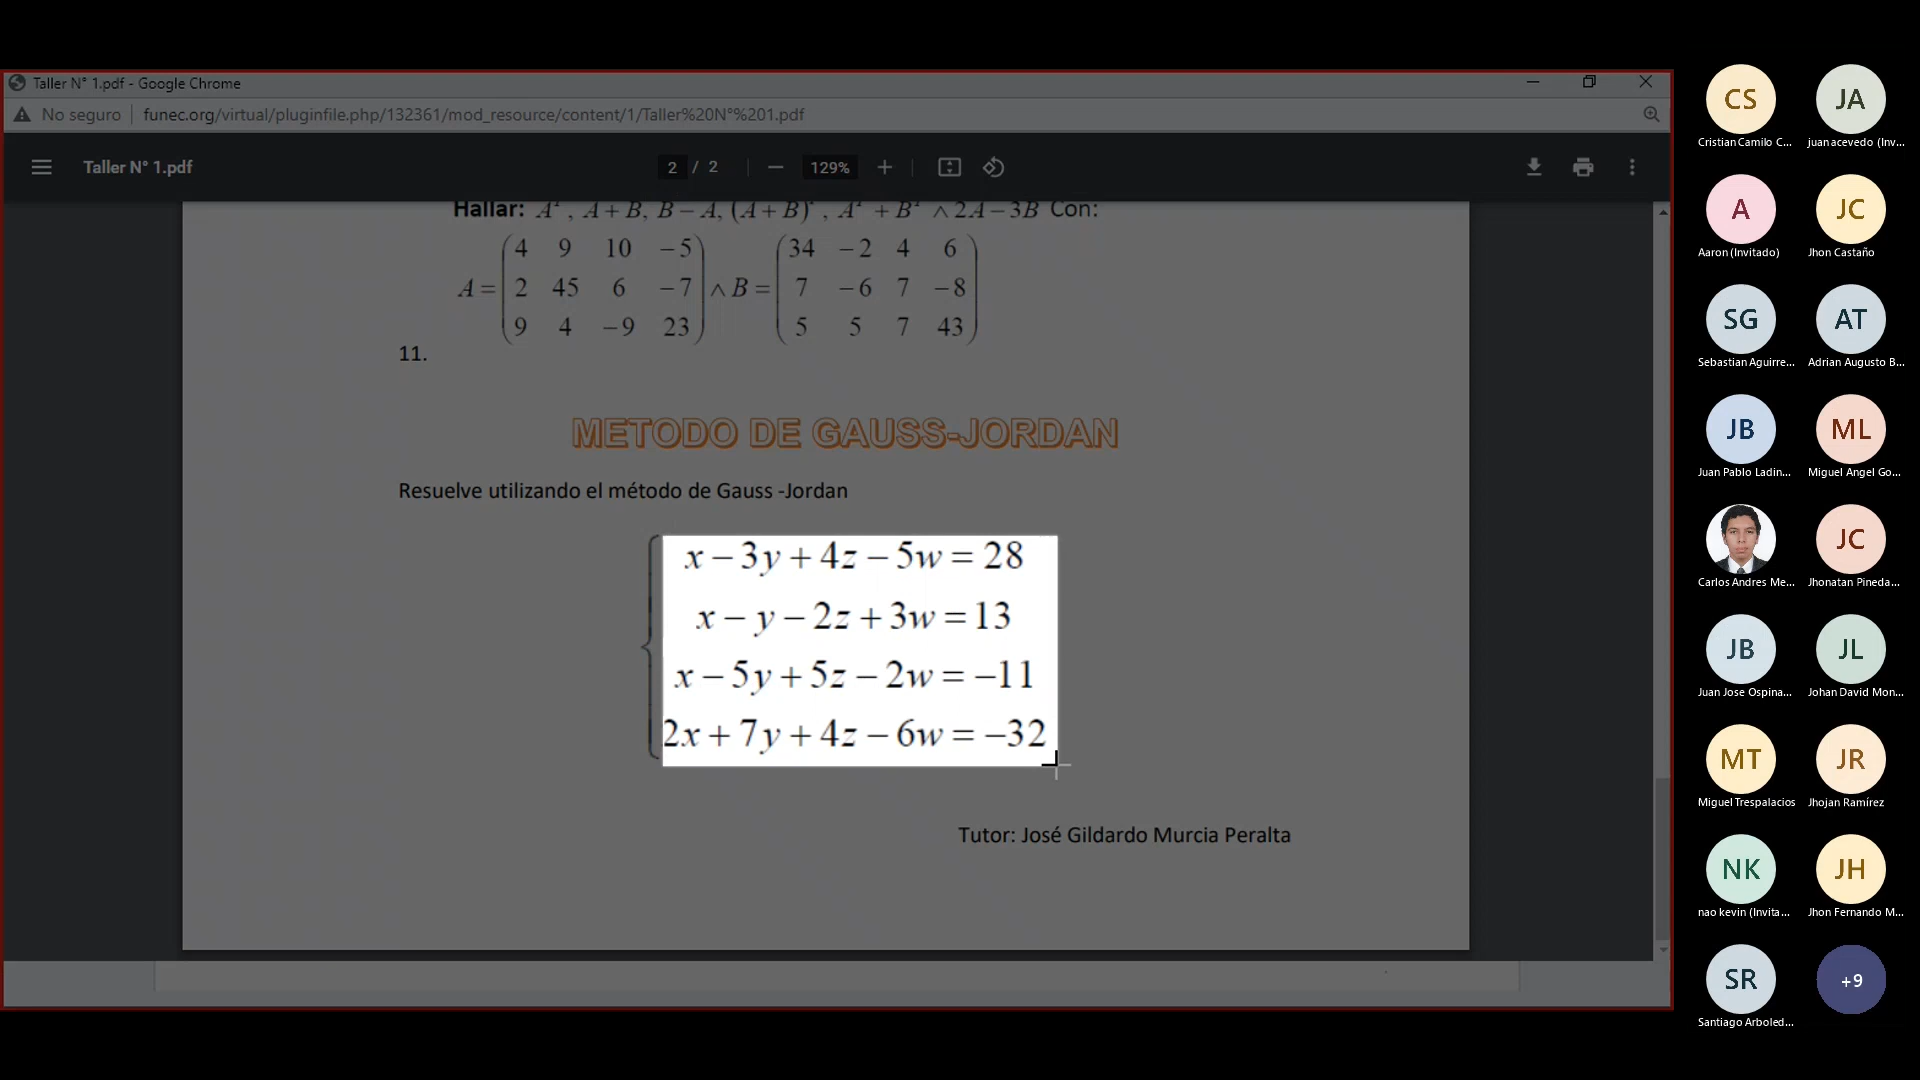 Taller N° 1.pdf - Google Chrome
No seguro funec.org/virtual/pluginfile.php/132361/mod_resource/content/1/Taller%20N°%201.pdf
Taller N° 1.pdf
2 / 2
129%
Hallar: A², A + B, B − A, (A + B)², A² + B² ∧ 2A − 3B Con:
4 9 10 −5 34 −2 4 6
A = 2 45 6 −7 ∧ B = 7 −6 7 −8
9 4 −9 23 5 5 7 43
11.
METODO DE GAUSS-JORDAN
Resuelve utilizando el método de Gauss -Jordan
x − 3y + 4z − 5w = 28
x − y − 2z + 3w = 13
x − 5y + 5z − 2w = −11
2x + 7y + 4z − 6w = −32
Tutor: José Gildardo Murcia Peralta
CS JA
Cristian Camilo C... juan acevedo (Inv...
A JC
Aaron (Invitado) Jhon Castaño
SG AT
Sebastian Aguirre... Adrian Augusto B...
JB ML
Juan Pablo Ladin... Miguel Angel Go...
JC
Carlos Andres Me... Jhonatan Pineda...
JB JL
Juan Jose Ospina... Johan David Mon...
MT JR
Miguel Trespalacios Jhojan Ramírez
NK JH
nao kevin (Invita... Jhon Fernando M...
SR +9
Santiago Arboled...